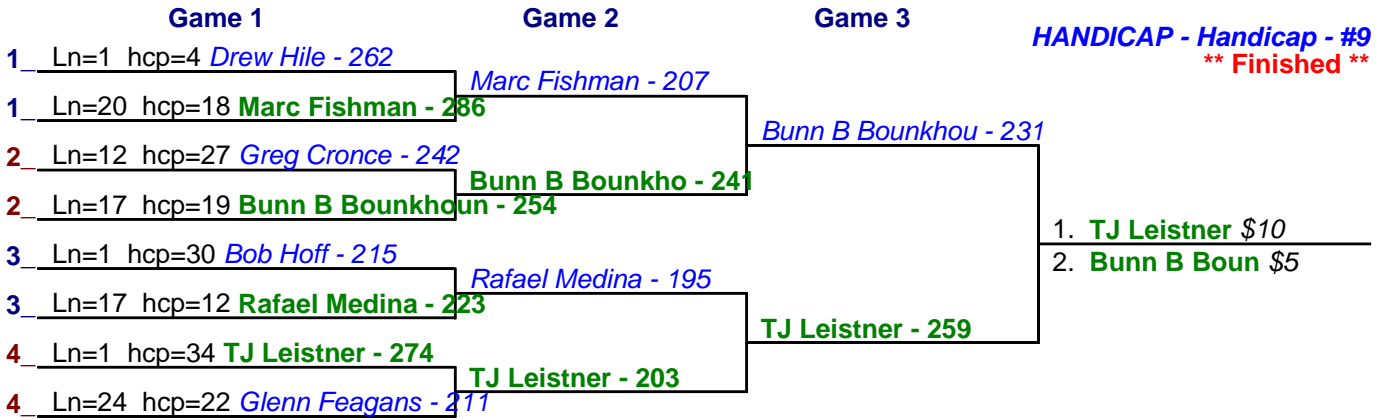 Game 1 Game 2 Game 3
HANDICAP - Handicap - #9
** Finished **
1_ Ln=1 hcp=4 Drew Hile - 262
Marc Fishman - 207
1_ Ln=20 hcp=18 Marc Fishman - 286
Bunn B Bounkhou - 231
2_ Ln=12 hcp=27 Greg Cronce - 242
Bunn B Bounkho - 241
2_ Ln=17 hcp=19 Bunn B Bounkhoun - 254
1. TJ Leistner $10
3_ Ln=1 hcp=30 Bob Hoff - 215
2. Bunn B Boun $5
Rafael Medina - 195
3_ Ln=17 hcp=12 Rafael Medina - 223
TJ Leistner - 259
4_ Ln=1 hcp=34 TJ Leistner - 274
TJ Leistner - 203
4_ Ln=24 hcp=22 Glenn Feagans - 211